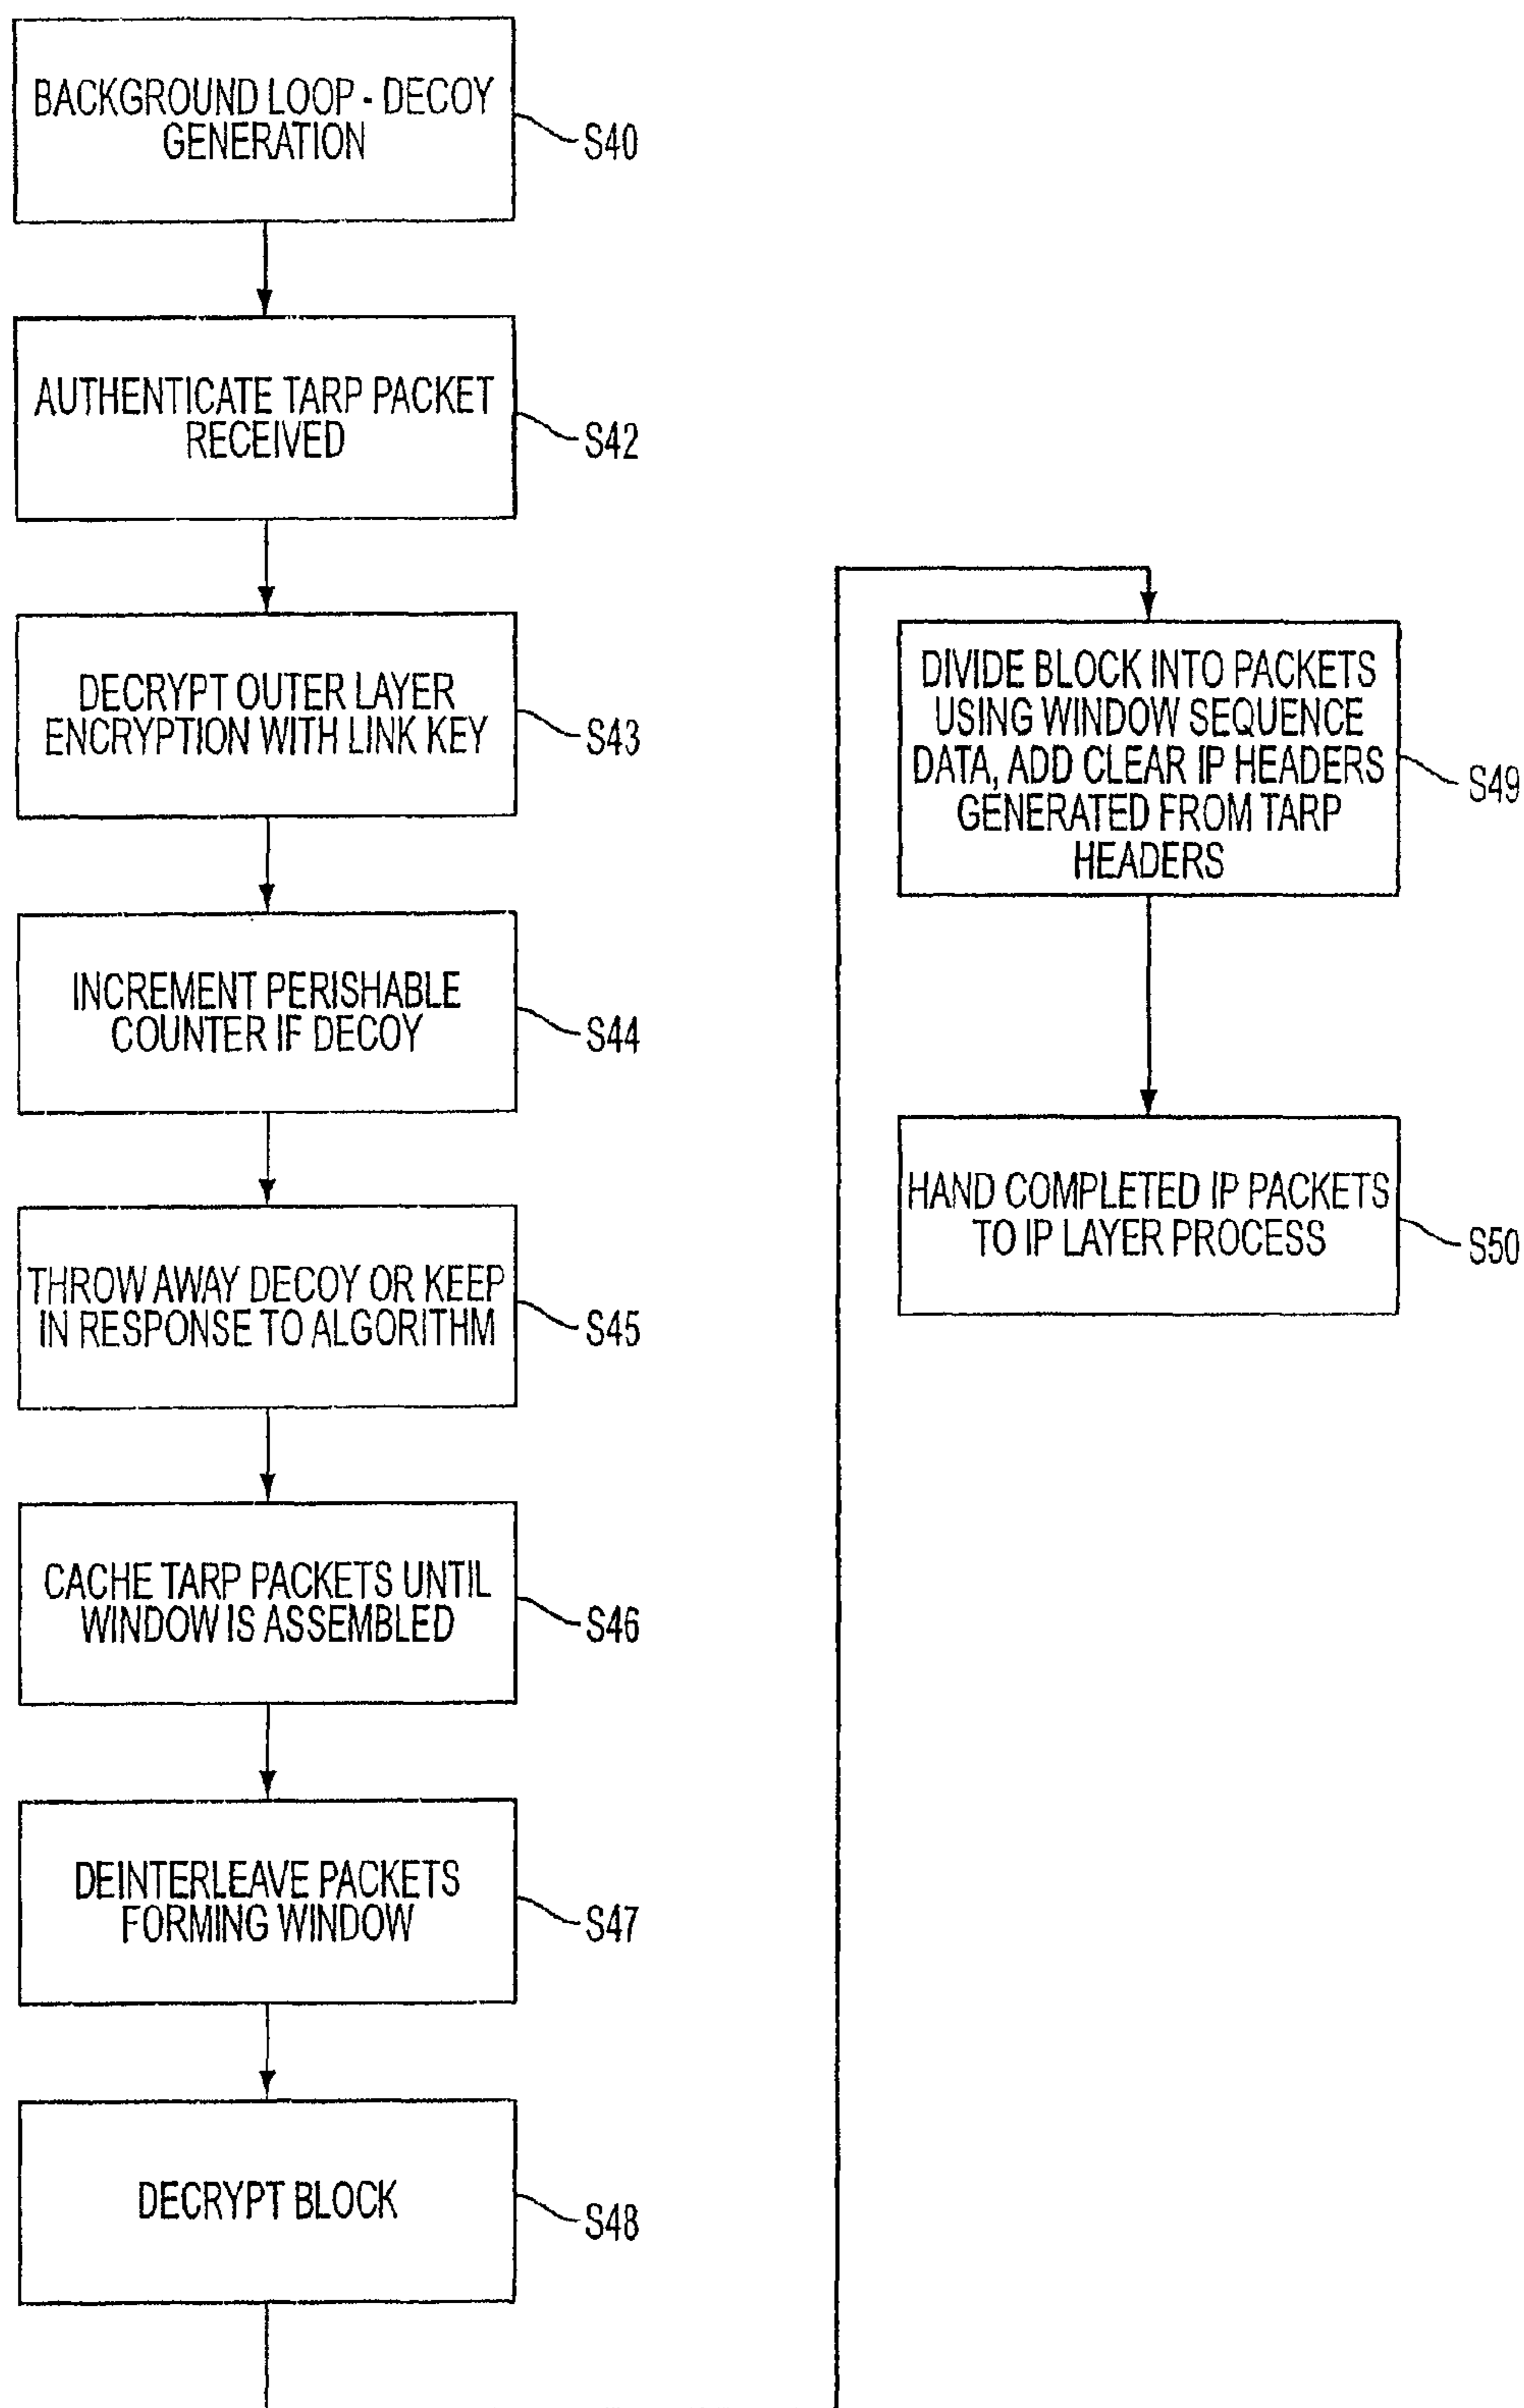 BACKGROUND LOOP - DECOY
GENERATION
S40
AUTHENTICATE TARP PACKET
RECEIVED
S42
DECRYPT OUTER LAYER
ENCRYPTION WITH LINK KEY
S43
INCREMENT PERISHABLE
COUNTER IF DECOY
S44
THROW AWAY DECOY OR KEEP
IN RESPONSE TO ALGORITHM
S45
CACHE TARP PACKETS UNTIL
WINDOW IS ASSEMBLED
S46
DEINTERLEAVE PACKETS
FORMING WINDOW
S47
DECRYPT BLOCK
S48
DIVIDE BLOCK INTO PACKETS
USING WINDOW SEQUENCE
DATA, ADD CLEAR IP HEADERS
GENERATED FROM TARP
HEADERS
S49
HAND COMPLETED IP PACKETS
TO IP LAYER PROCESS
S50